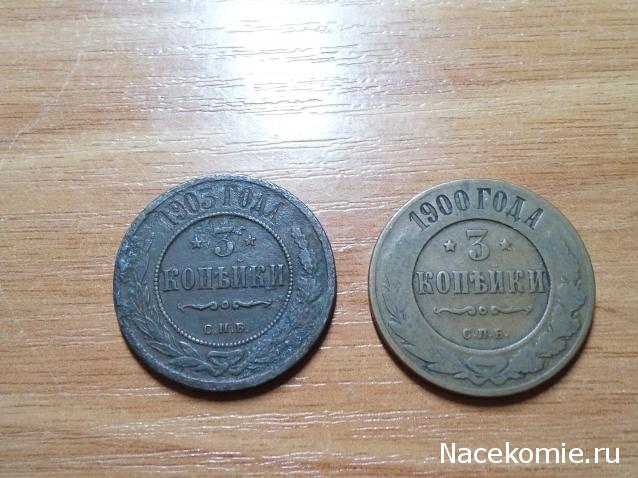 1903 ГОДА
3
КОПѢЙКИ
С.П.Б.
1900 ГОДА
3
КОПѢЙКИ
С.П.Б.
Nacekomie.ru